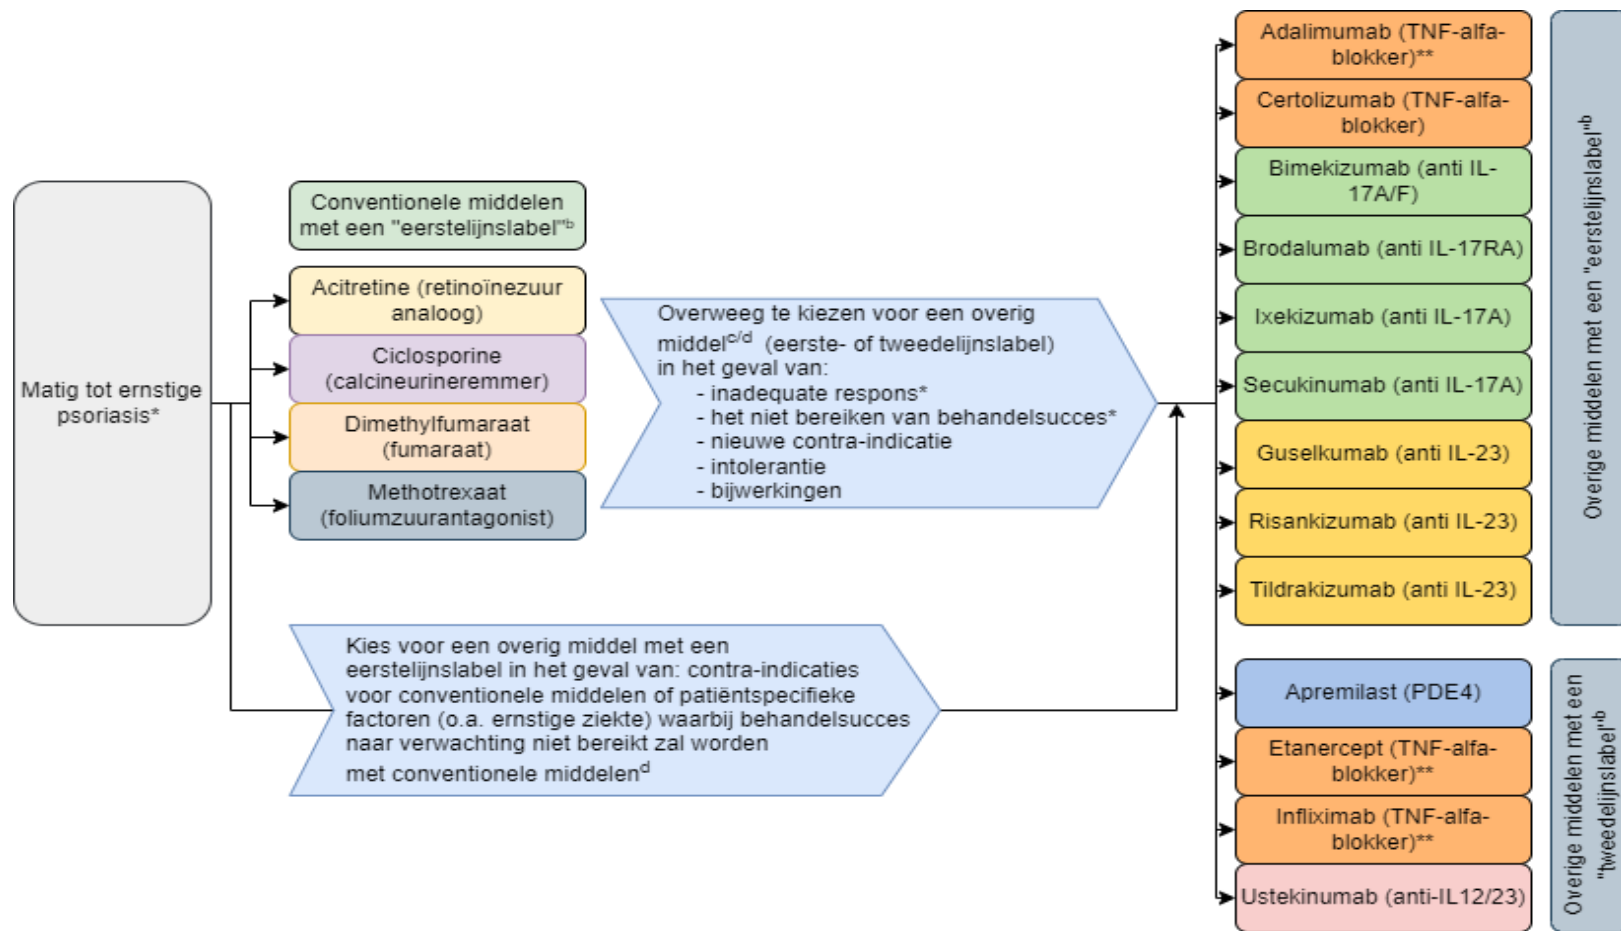 Matig tot ernstige
psoriasis*
Conventionele middelen
met een "eerstelijnslabel"ᵇ
Acitretine (retinoïnezuur
analoog)
Ciclosporine
(calcineurineremmer)
Dimethylfumaraat
(fumaraat)
Methotrexaat
(foliumzuurantagonist)
Overweeg te kiezen voor een overig
middelᶜ/ᵈ (eerste- of tweedelijnslabel)
in het geval van:
- inadequate respons*
- het niet bereiken van behandelsucces*
- nieuwe contra-indicatie
- intolerantie
- bijwerkingen
Kies voor een overig middel met een
eerstelijnslabel in het geval van: contra-indicaties
voor conventionele middelen of patiëntspecifieke
factoren (o.a. ernstige ziekte) waarbij behandelsucces
naar verwachting niet bereikt zal worden
met conventionele middelenᵈ
Adalimumab (TNF-alfa-
blokker)**
Certolizumab (TNF-alfa-
blokker)
Bimekizumab (anti IL-
17A/F)
Brodalumab (anti IL-17RA)
Ixekizumab (anti IL-17A)
Secukinumab (anti IL-17A)
Guselkumab (anti IL-23)
Risankizumab (anti IL-23)
Tildrakizumab (anti IL-23)
Overige middelen met een "eerstelijnslabel"ᵇ
Apremilast (PDE4)
Etanercept (TNF-alfa-
blokker)**
Infliximab (TNF-alfa-
blokker)**
Ustekinumab (anti-IL12/23)
Overige middelen met een
"tweedelijnslabel"ᵇ